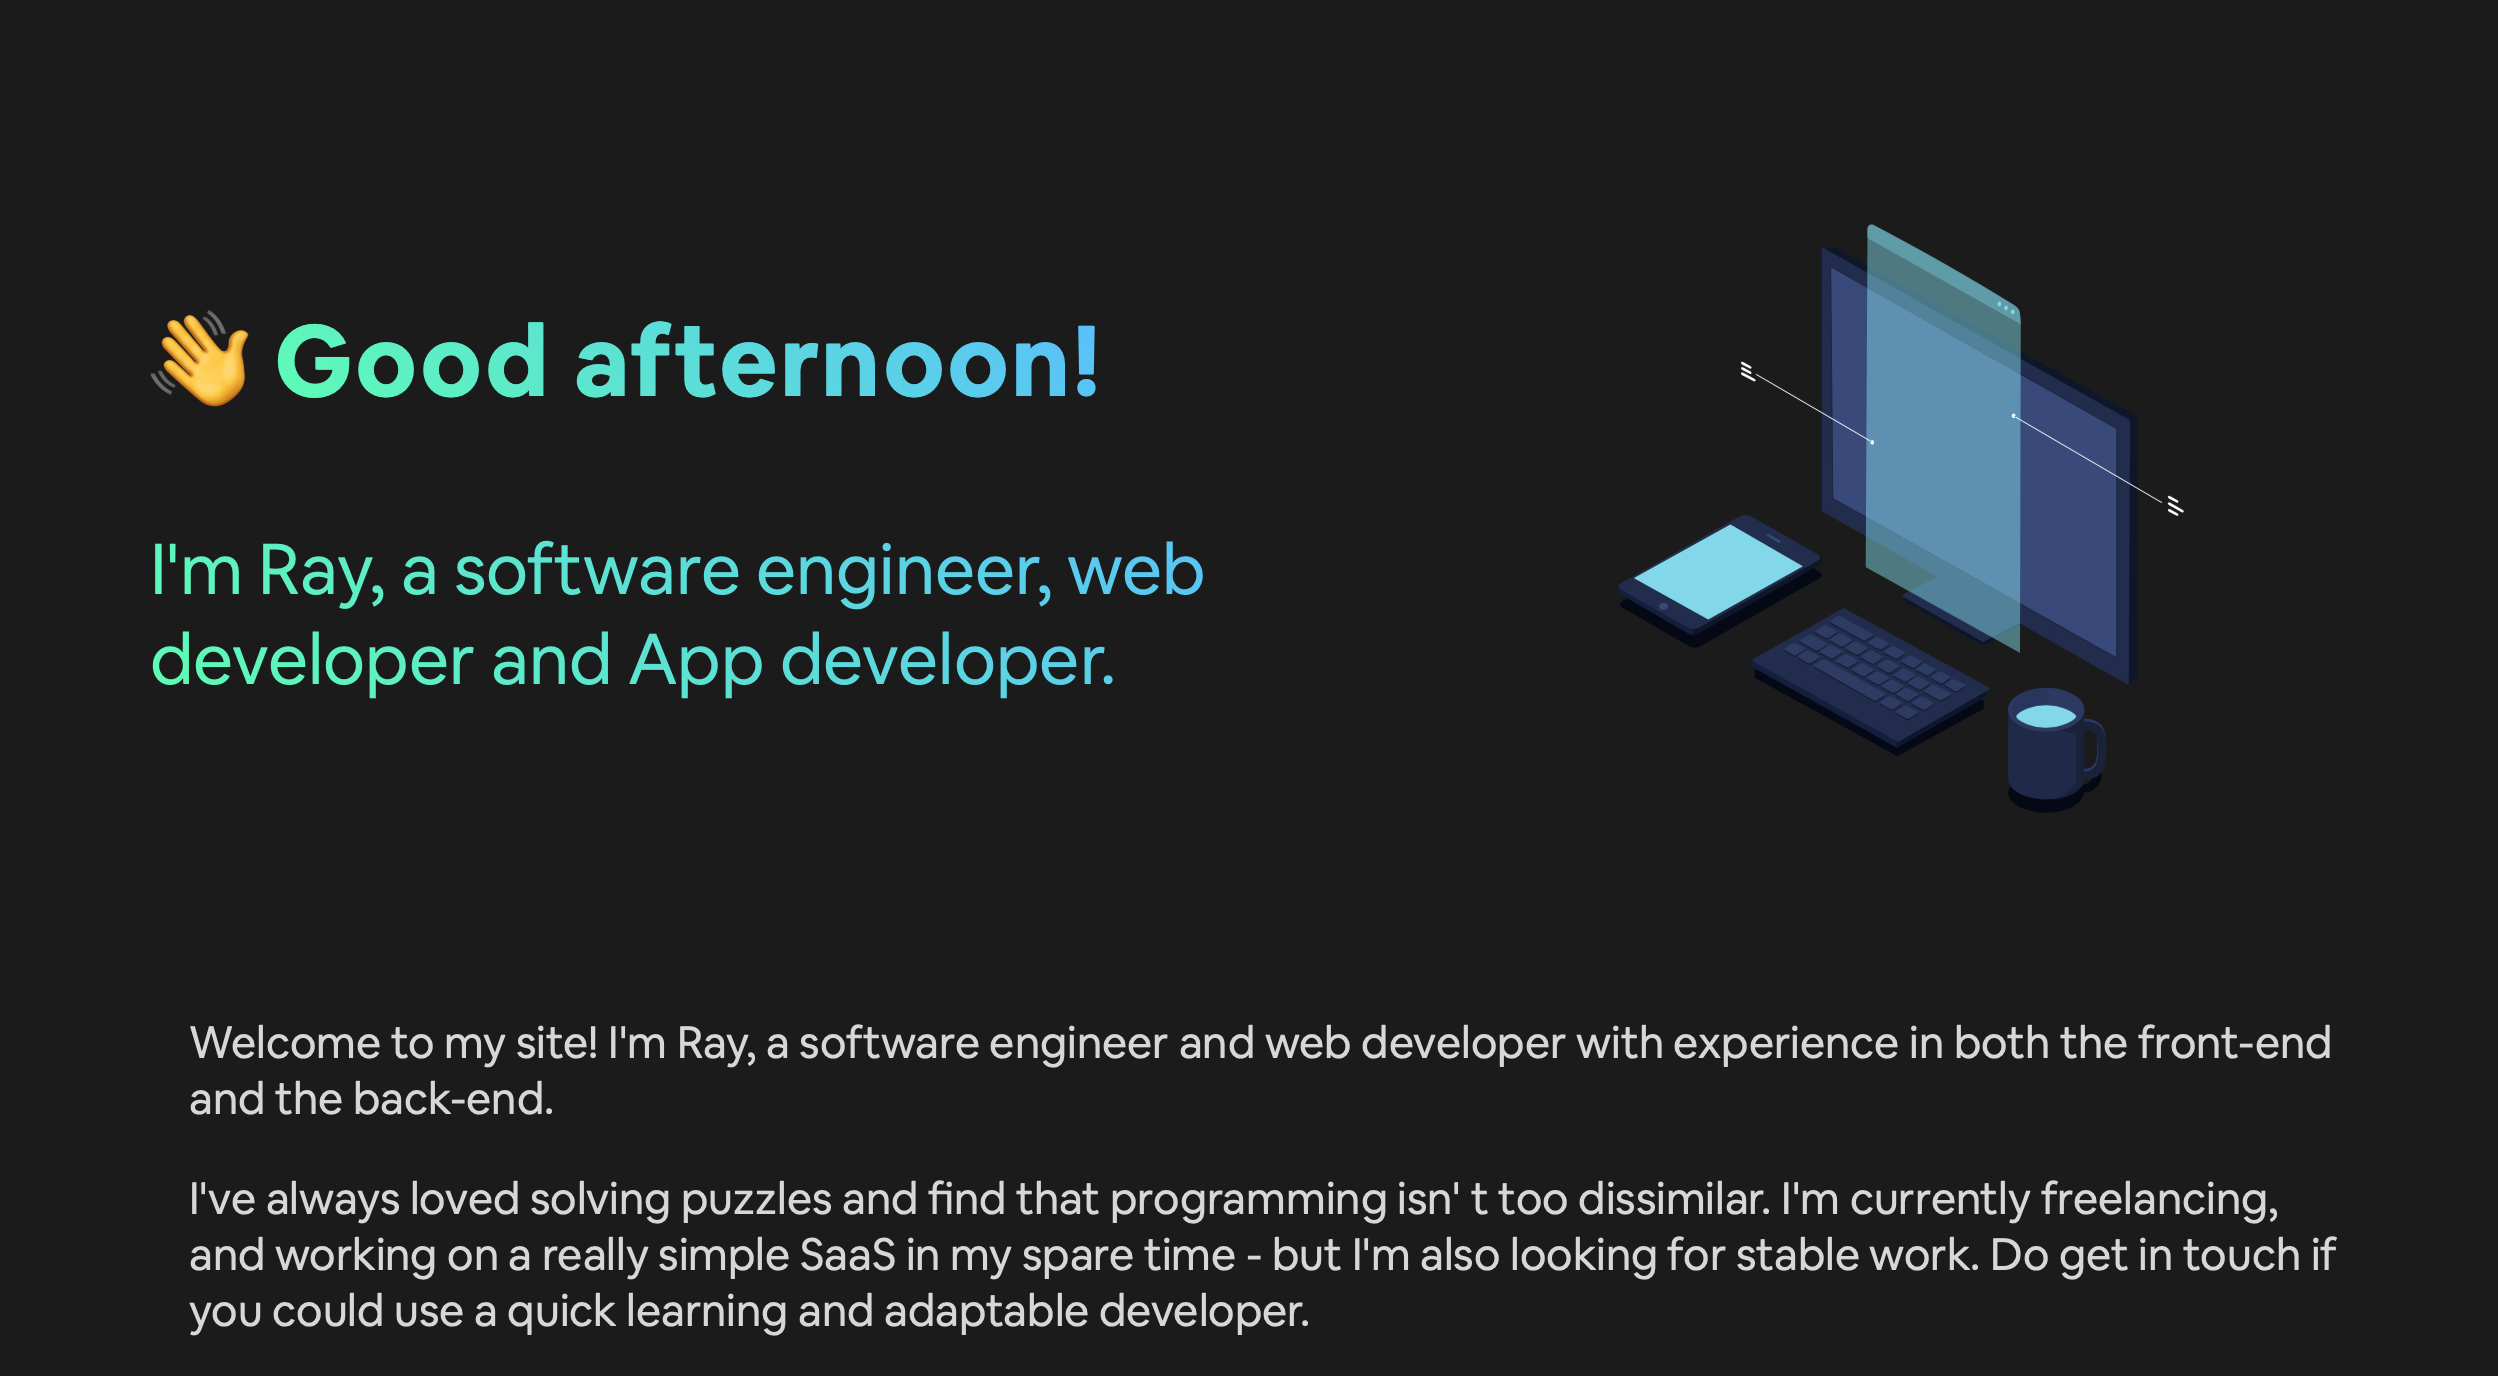 👋 Good afternoon!
I'm Ray, a software engineer, web
developer and App developer.
Welcome to my site! I'm Ray, a software engineer and web developer with experience in both the front-end
and the back-end.
I've always loved solving puzzles and find that programming isn' t too dissimilar. I'm currently freelancing,
and working on a really simple SaaS in my spare time - but I'm also looking for stable work. Do get in touch if
you could use a quick learning and adaptable developer.